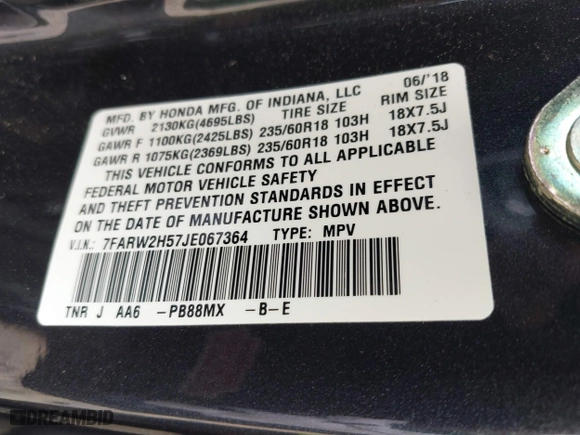 MFD. BY HONDA MFG. OF INDIANA, LLC 06/'18
GVWR 2130KG(4695LBS) TIRE SIZE RIM SIZE
GAWR F 1100KG(2425LBS) 235/60R18 103H 18X7.5J
GAWR R 1075KG(2369LBS) 235/60R18 103H 18X7.5J
THIS VEHICLE CONFORMS TO ALL APPLICABLE
FEDERAL MOTOR VEHICLE SAFETY
AND THEFT PREVENTION STANDARDS IN EFFECT
ON THE DATE OF MANUFACTURE SHOWN ABOVE.
V.I.N.: 7FARW2H57JE067364 TYPE: MPV
TNR J AA6 -PB88MX -B-E
DREAMBID